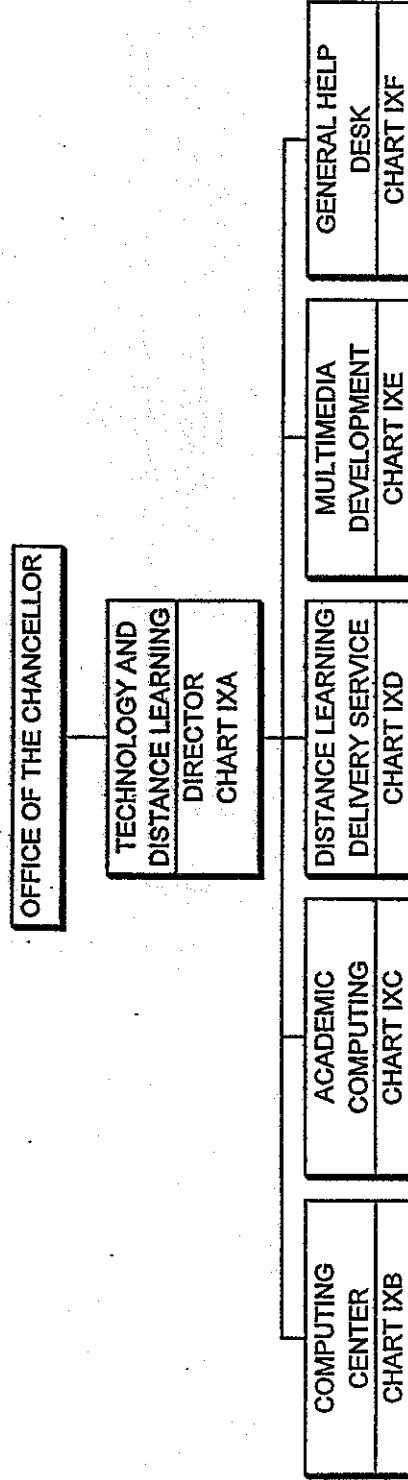 OFFICE OF THE CHANCELLOR
TECHNOLOGY AND
DISTANCE LEARNING
DIRECTOR
CHART IXA
COMPUTING
CENTER
CHART IXB
ACADEMIC
COMPUTING
CHART IXC
DISTANCE LEARNING
DELIVERY SERVICE
CHART IXD
MULTIMEDIA
DEVELOPMENT
CHART IXE
GENERAL HELP
DESK
CHART IXF